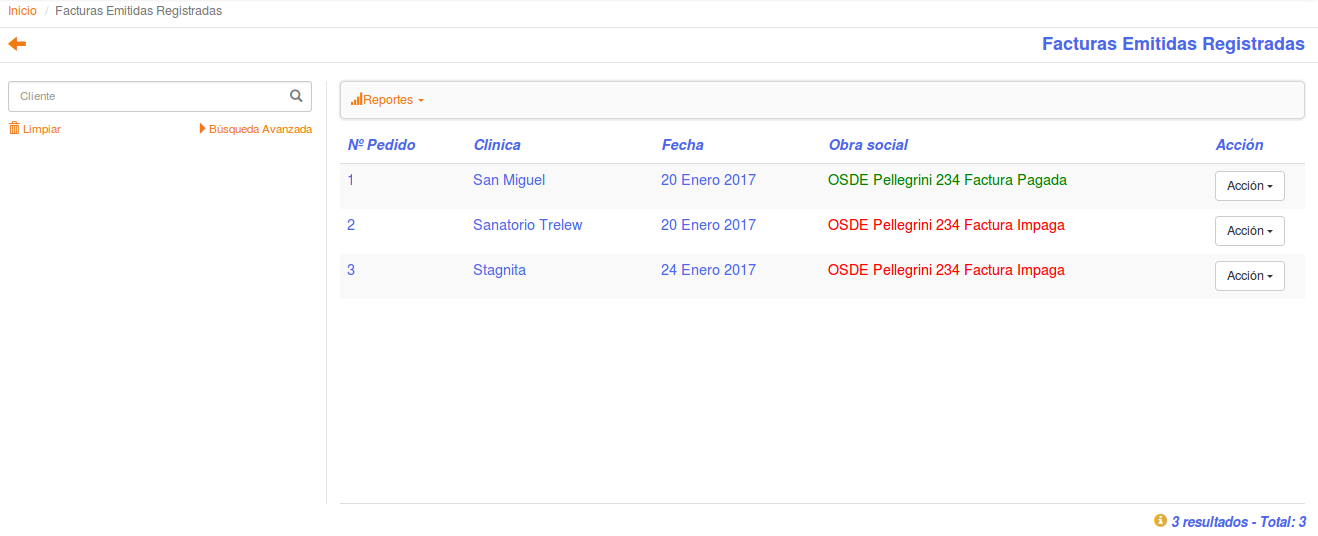 Inicio / Facturas Emitidas Registradas
Facturas Emitidas Registradas
Cliente
Limpiar Búsqueda Avanzada
Reportes
Nº Pedido Clinica Fecha Obra social Acción
1 San Miguel 20 Enero 2017 OSDE Pellegrini 234 Factura Pagada Acción
2 Sanatorio Trelew 20 Enero 2017 OSDE Pellegrini 234 Factura Impaga Acción
3 Stagnita 24 Enero 2017 OSDE Pellegrini 234 Factura Impaga Acción
3 resultados - Total: 3